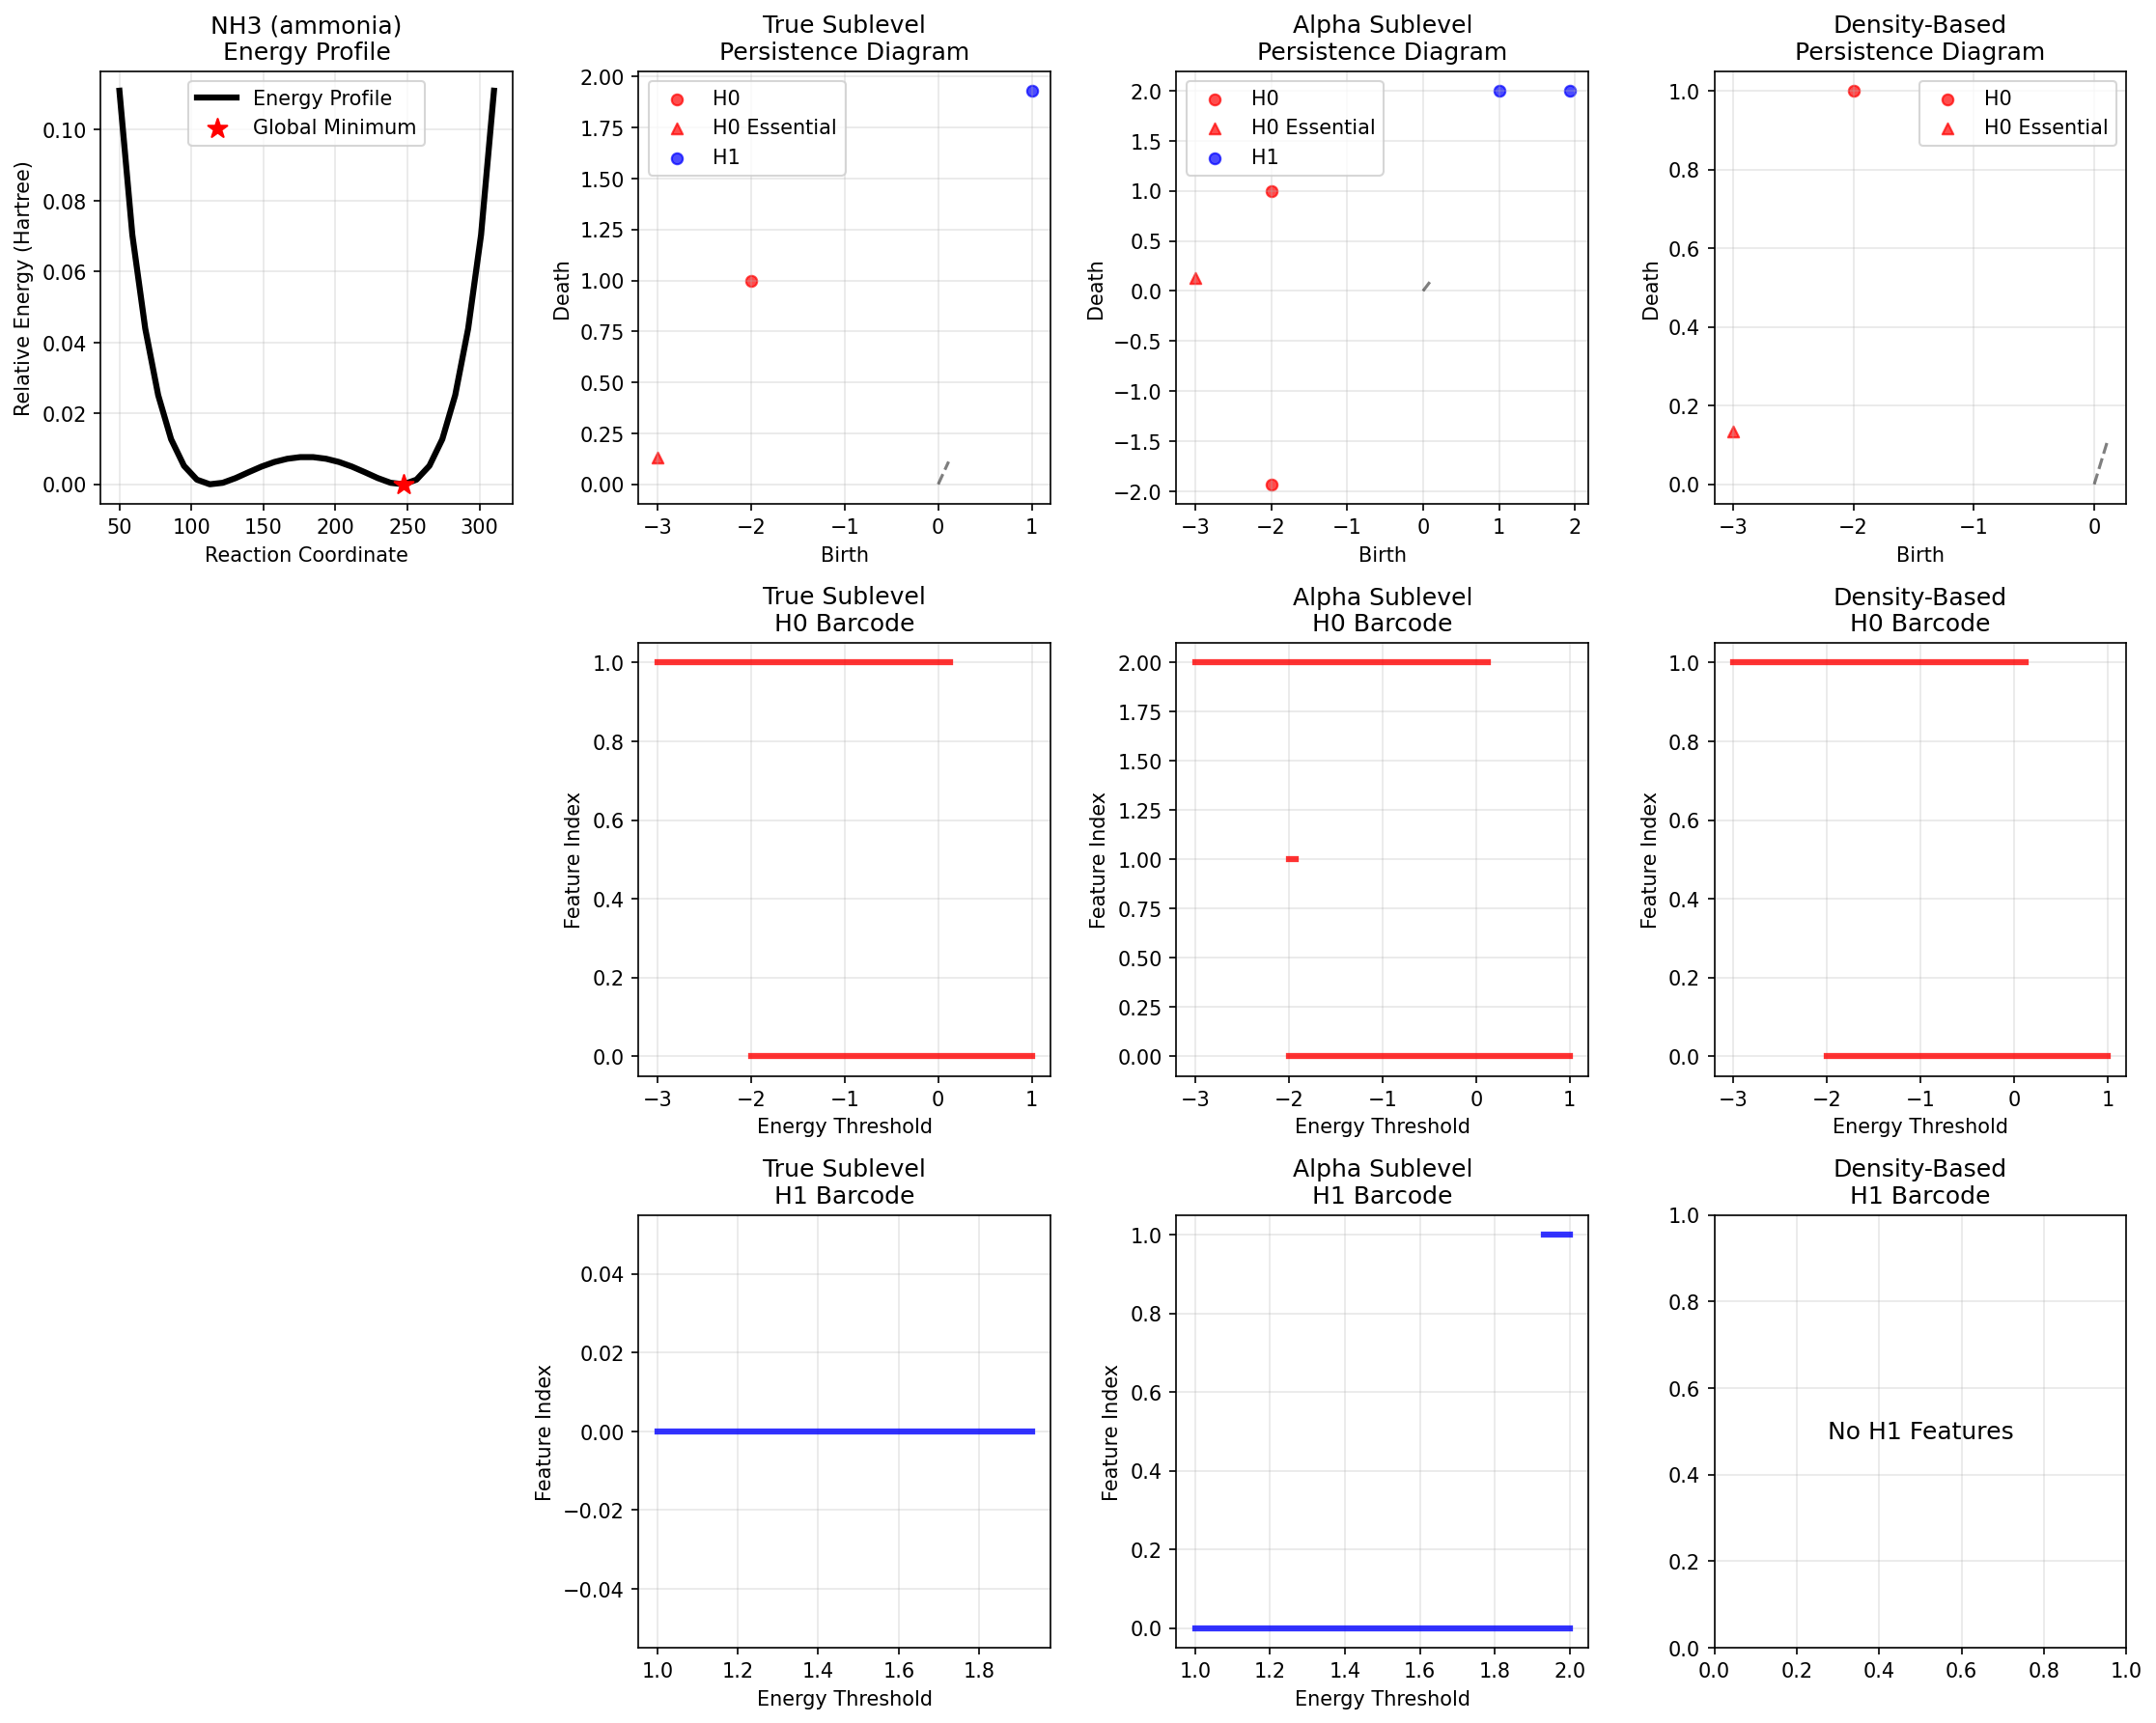 NH3 (ammonia)
Energy Profile
Energy Profile
Global Minimum
0.10
0.08
0.06
0.04
0.02
0.00
Relative Energy (Hartree)
50 100 150 200 250 300
Reaction Coordinate
True Sublevel
Persistence Diagram
H0
H0 Essential
H1
2.00
1.75
1.50
1.25
1.00
0.75
0.50
0.25
0.00
Death
−3 −2 −1 0 1
Birth
Alpha Sublevel
Persistence Diagram
H0
H0 Essential
H1
2.0
1.5
1.0
0.5
0.0
−0.5
−1.0
−1.5
−2.0
Death
−3 −2 −1 0 1 2
Birth
Density-Based
Persistence Diagram
H0
H0 Essential
1.0
0.8
0.6
0.4
0.2
0.0
Death
−3 −2 −1 0
Birth
True Sublevel
H0 Barcode
1.0
0.8
0.6
0.4
0.2
0.0
Feature Index
−3 −2 −1 0 1
Energy Threshold
Alpha Sublevel
H0 Barcode
2.00
1.75
1.50
1.25
1.00
0.75
0.50
0.25
0.00
Feature Index
−3 −2 −1 0 1
Energy Threshold
Density-Based
H0 Barcode
1.0
0.8
0.6
0.4
0.2
0.0
Feature Index
−3 −2 −1 0 1
Energy Threshold
True Sublevel
H1 Barcode
0.04
0.02
0.00
−0.02
−0.04
Feature Index
1.0 1.2 1.4 1.6 1.8
Energy Threshold
Alpha Sublevel
H1 Barcode
1.0
0.8
0.6
0.4
0.2
0.0
Feature Index
1.0 1.2 1.4 1.6 1.8 2.0
Energy Threshold
Density-Based
H1 Barcode
1.0
0.8
0.6
0.4
0.2
0.0
No H1 Features
0.0 0.2 0.4 0.6 0.8 1.0